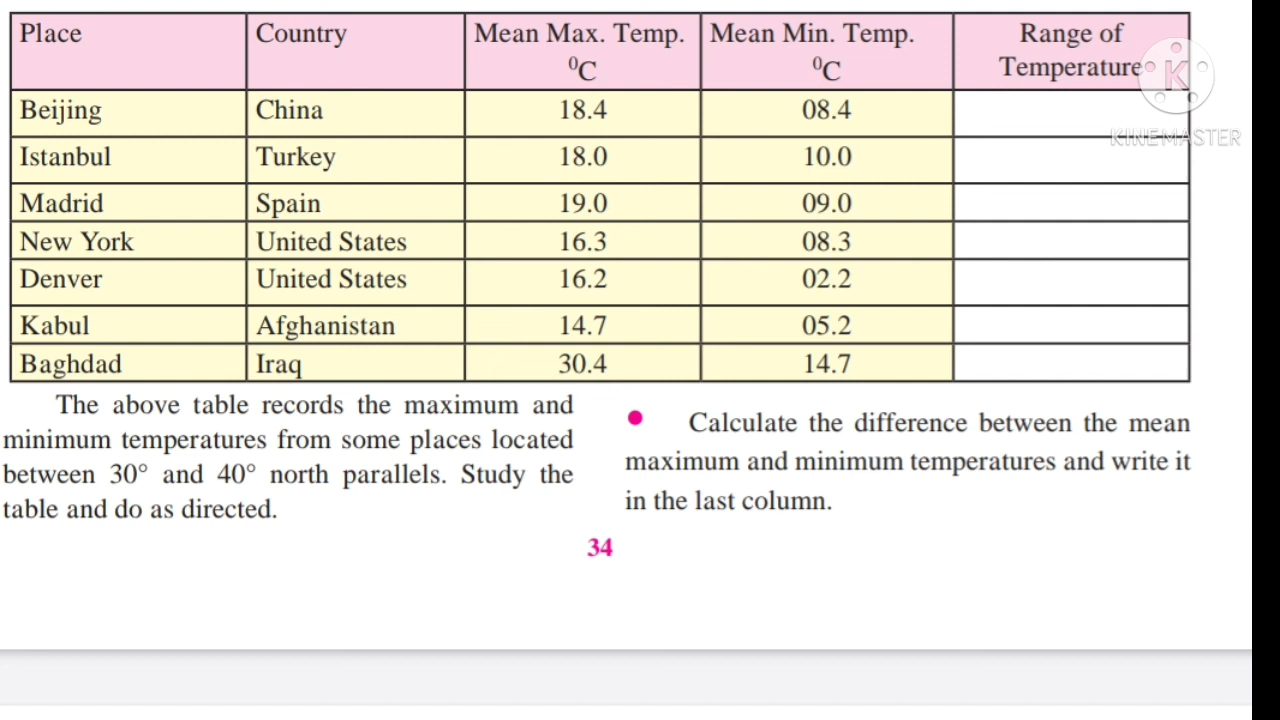 Place Country Mean Max. Temp. ⁰C Mean Min. Temp. ⁰C Range of Temperature
Beijing China 18.4 08.4
Istanbul Turkey 18.0 10.0
Madrid Spain 19.0 09.0
New York United States 16.3 08.3
Denver United States 16.2 02.2
Kabul Afghanistan 14.7 05.2
Baghdad Iraq 30.4 14.7
K
KINEMASTER
The above table records the maximum and
minimum temperatures from some places located
between 30° and 40° north parallels. Study the
table and do as directed.
• Calculate the difference between the mean
maximum and minimum temperatures and write it
in the last column.
34